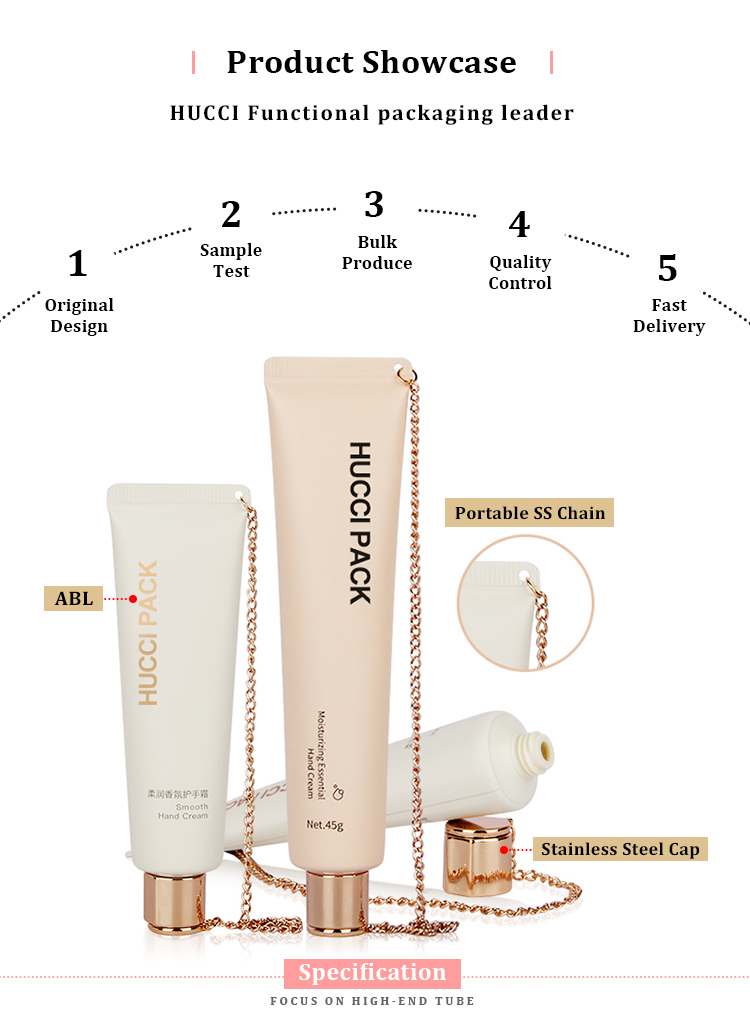 Product Showcase
HUCCI Functional packaging leader
1
Original
Design
2
Sample
Test
3
Bulk
Produce
4
Quality
Control
5
Fast
Delivery
HUCCI PACK
Portable SS Chain
ABL
HUCCI PACK
Moisturizing Essential
Hand Cream
Net.45g
柔润香氛护手霜
Smooth
Hand Cream
Stainless Steel Cap
Specification
FOCUS ON HIGH-END TUBE